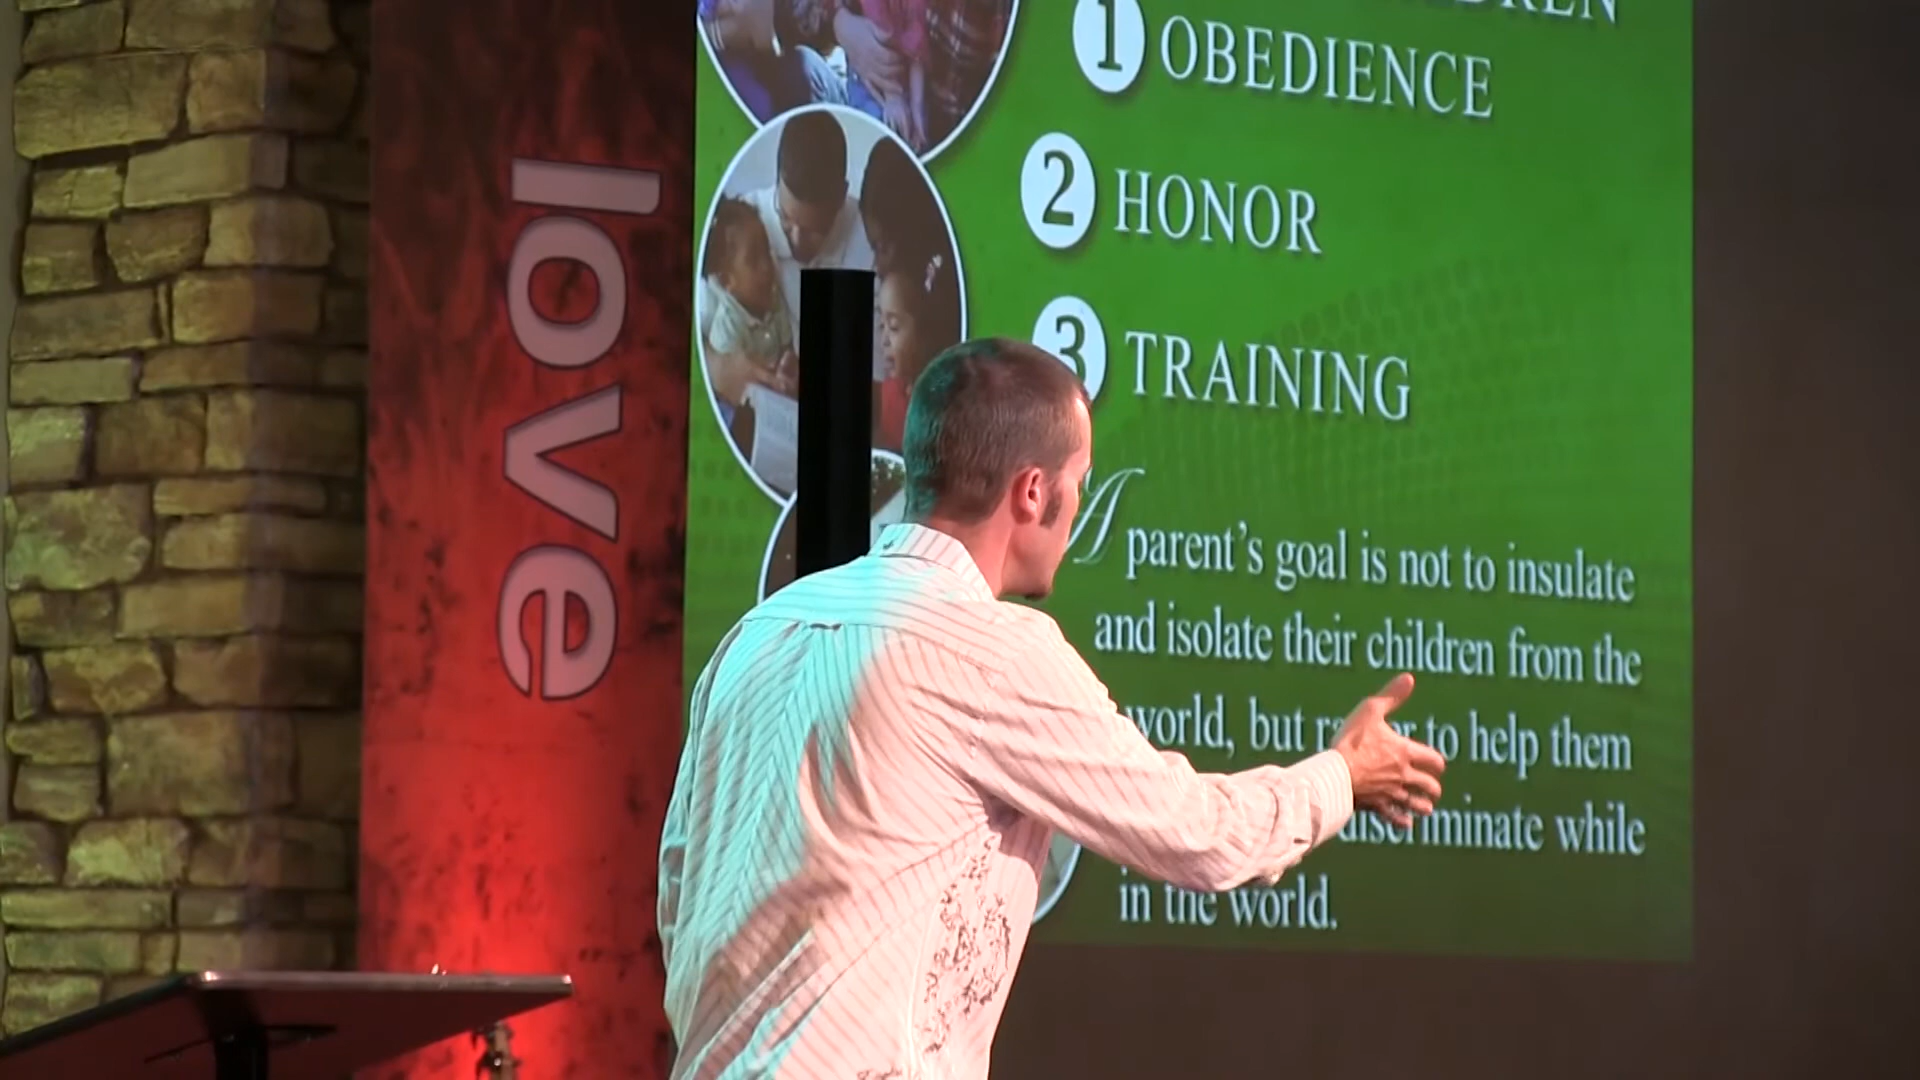 love
1 OBEDIENCE
2 HONOR
3 TRAINING
A parent's goal is not to insulate
and isolate their children from the
world, but to help them
discriminate while
in the world.